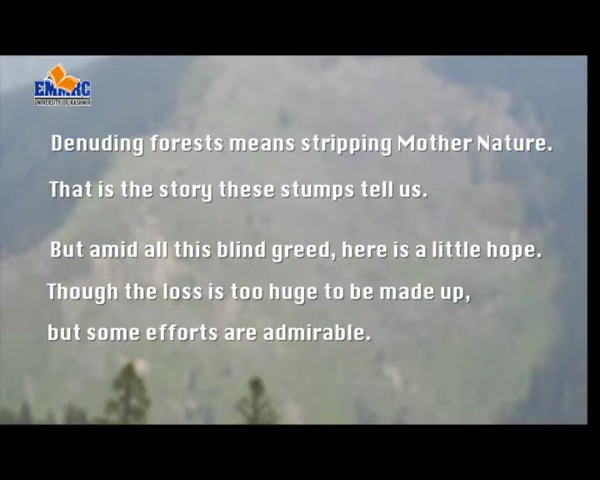 EMMRC
UNIVERSITY OF KASHMIR
Denuding forests means stripping Mother Nature.
That is the story these stumps tell us.
But amid all this blind greed, here is a little hope.
Though the loss is too huge to be made up,
but some efforts are admirable.